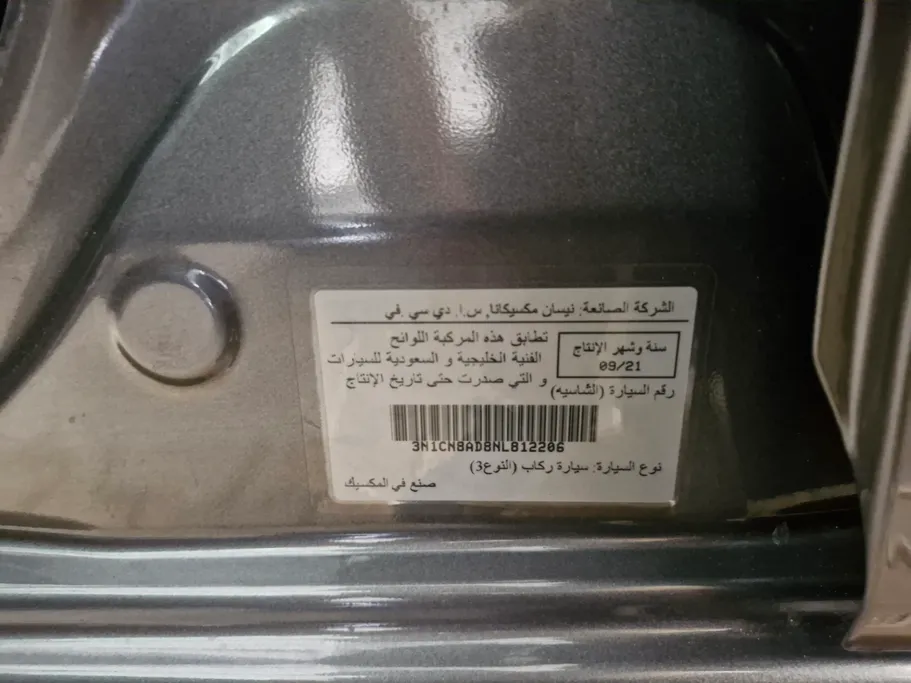 الشركة الصانعة: نيسان مكسيكانا, س.ا. دي سي .في
سنة وشهر الإنتاج
09/21
تطابق هذه المركبة اللوائح
الفنية الخليجية و السعودية للسيارات
و التي صدرت حتى تاريخ الإنتاج
رقم السيارة (الشاسيه)
3N1CN8AD8NL812206
نوع السيارة: سيارة ركاب (النوع3)
صنع في المكسيك